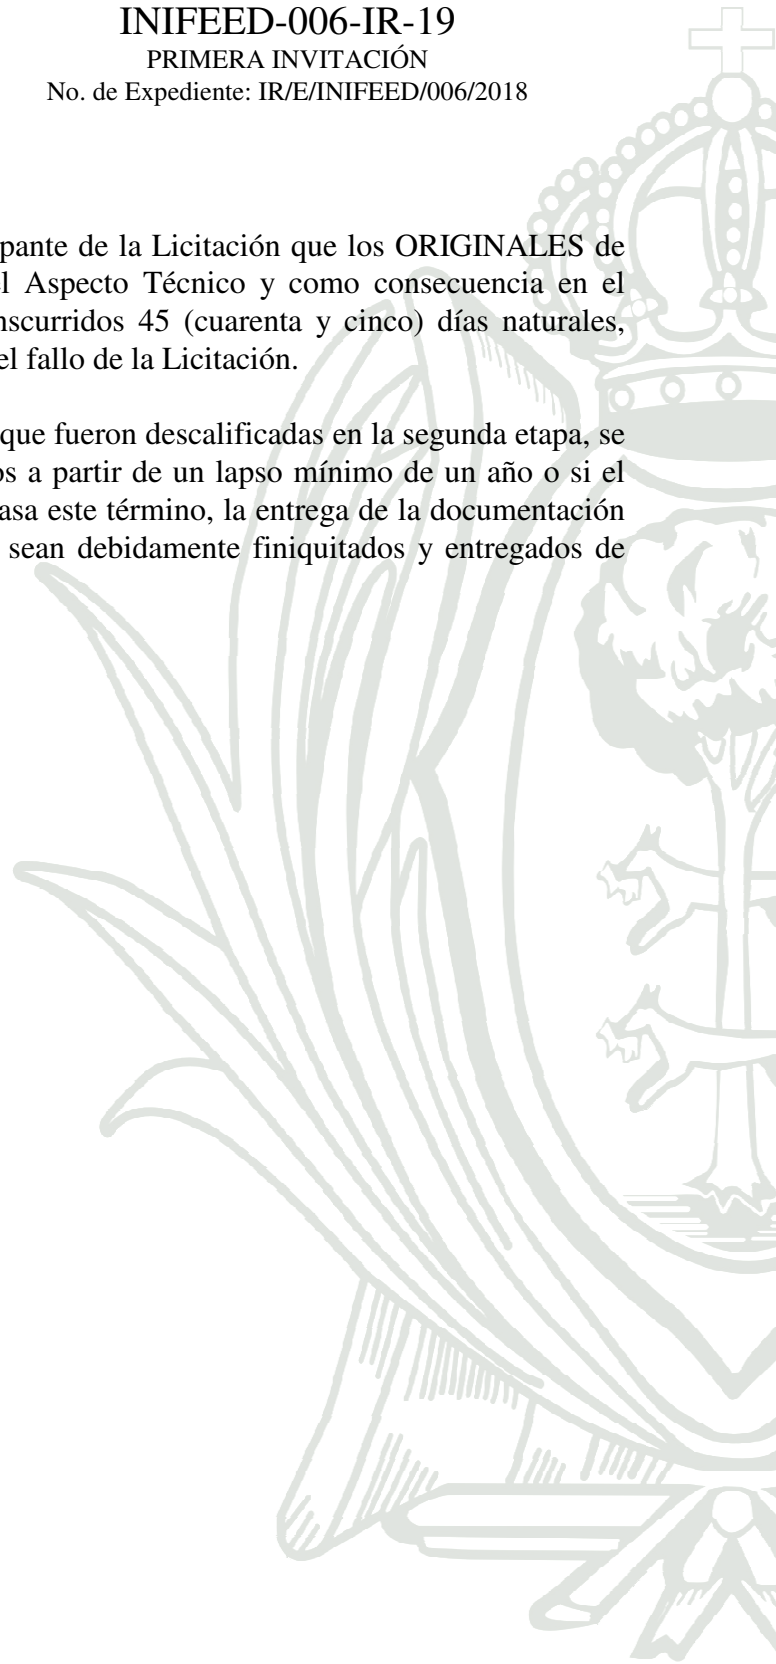 INIFEED-006-IR-19
PRIMERA INVITACIÓN
No. de Expediente: IR/E/INIFEED/006/2018
pante de la Licitación que los ORIGINALES de
l Aspecto Técnico y como consecuencia en el
nscurridos 45 (cuarenta y cinco) días naturales,
el fallo de la Licitación.
que fueron descalificadas en la segunda etapa, se
os a partir de un lapso mínimo de un año o si el
asa este término, la entrega de la documentación
sean debidamente finiquitados y entregados de